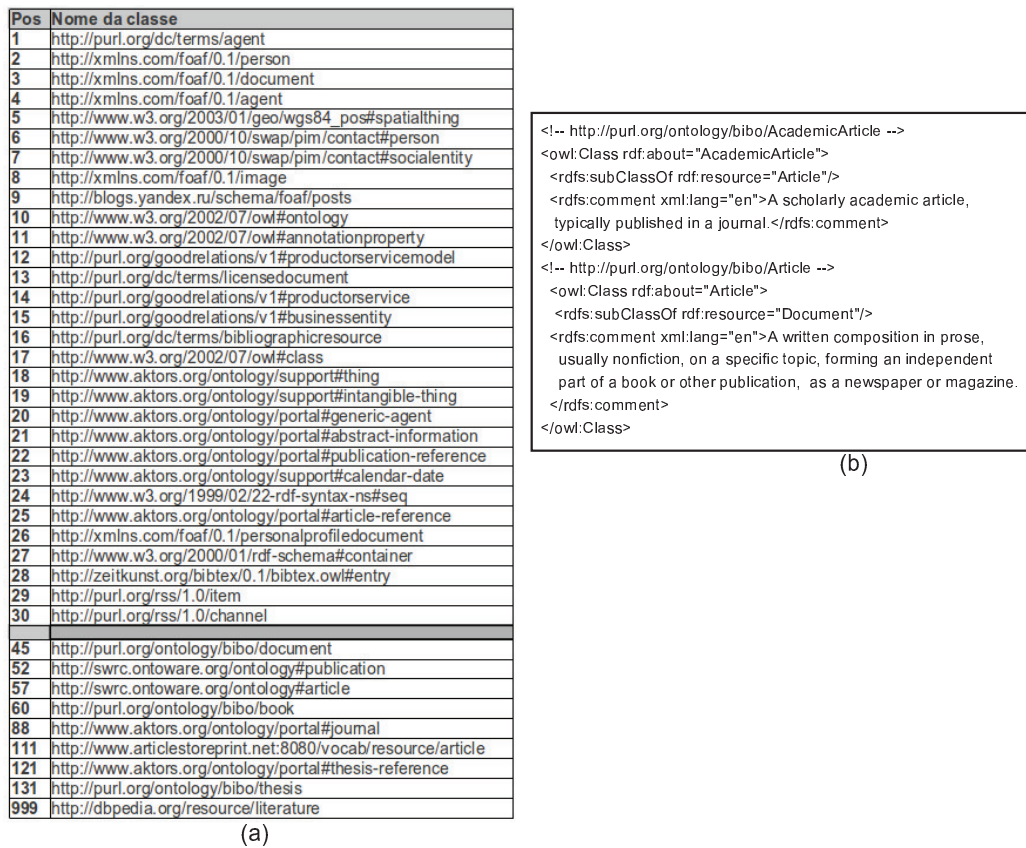 Pos Nome da classe
1 http://purl.org/dc/terms/agent
2 http://xmlns.com/foaf/0.1/person
3 http://xmlns.com/foaf/0.1/document
4 http://xmlns.com/foaf/0.1/agent
5 http://www.w3.org/2003/01/geo/wgs84_pos#spatialthing
6 http://www.w3.org/2000/10/swap/pim/contact#person
7 http://www.w3.org/2000/10/swap/pim/contact#socialentity
8 http://xmlns.com/foaf/0.1/image
9 http://blogs.yandex.ru/schema/foaf/posts
10 http://www.w3.org/2002/07/owl#ontology
11 http://www.w3.org/2002/07/owl#annotationproperty
12 http://purl.org/goodrelations/v1#productorservicemodel
13 http://purl.org/dc/terms/licensedocument
14 http://purl.org/goodrelations/v1#productorservice
15 http://purl.org/goodrelations/v1#businessentity
16 http://purl.org/dc/terms/bibliographicresource
17 http://www.w3.org/2002/07/owl#class
18 http://www.aktors.org/ontology/support#thing
19 http://www.aktors.org/ontology/support#intangible-thing
20 http://www.aktors.org/ontology/portal#generic-agent
21 http://www.aktors.org/ontology/portal#abstract-information
22 http://www.aktors.org/ontology/portal#publication-reference
23 http://www.aktors.org/ontology/support#calendar-date
24 http://www.w3.org/1999/02/22-rdf-syntax-ns#seq
25 http://www.aktors.org/ontology/portal#article-reference
26 http://xmlns.com/foaf/0.1/personalprofiledocument
27 http://www.w3.org/2000/01/rdf-schema#container
28 http://zeitkunst.org/bibtex/0.1/bibtex.owl#entry
29 http://purl.org/rss/1.0/item
30 http://purl.org/rss/1.0/channel
45 http://purl.org/ontology/bibo/document
52 http://swrc.ontoware.org/ontology#publication
57 http://swrc.ontoware.org/ontology#article
60 http://purl.org/ontology/bibo/book
88 http://www.aktors.org/ontology/portal#journal
111 http://www.articlestoreprint.net:8080/vocab/resource/article
121 http://www.aktors.org/ontology/portal#thesis-reference
131 http://purl.org/ontology/bibo/thesis
999 http://dbpedia.org/resource/literature
(a)
<!-- http://purl.org/ontology/bibo/AcademicArticle -->
<owl:Class rdf:about="AcademicArticle">
<rdfs:subClassOf rdf:resource="Article"/>
<rdfs:comment xml:lang="en">A scholarly academic article,
typically published in a journal.</rdfs:comment>
</owl:Class>
<!-- http://purl.org/ontology/bibo/Article -->
<owl:Class rdf:about="Article">
<rdfs:subClassOf rdf:resource="Document"/>
<rdfs:comment xml:lang="en">A written composition in prose,
usually nonfiction, on a specific topic, forming an independent
part of a book or other publication, as a newspaper or magazine.
</rdfs:comment>
</owl:Class>
(b)